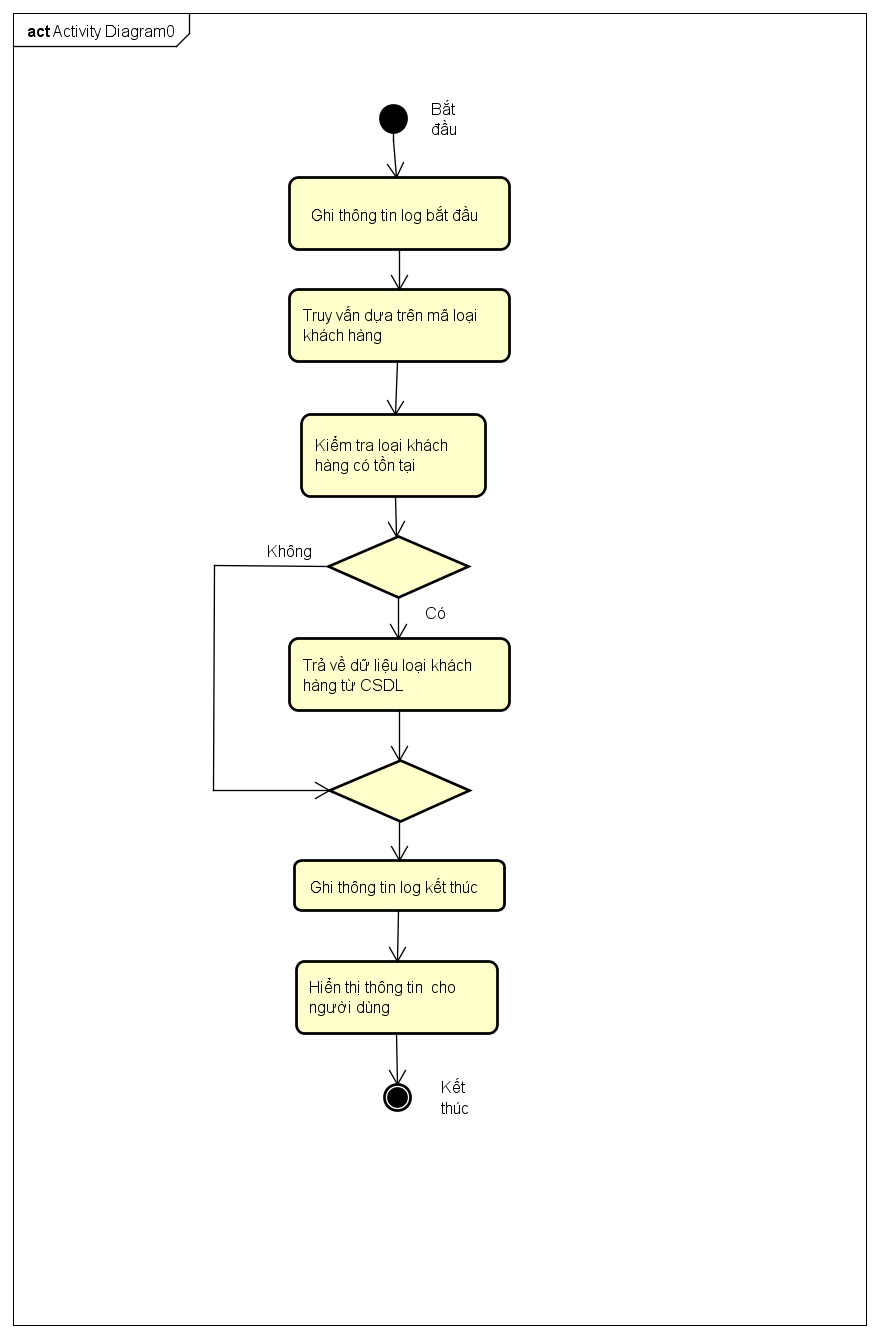 act Activity Diagram0
Bắt
đầu
Ghi thông tin log bắt đầu
Truy vấn dựa trên mã loại
khách hàng
Kiểm tra loại khách
hàng có tồn tại
Không
Có
Trả về dữ liệu loại khách
hàng từ CSDL
Ghi thông tin log kết thúc
Hiển thị thông tin  cho
người dùng
Kết
thúc